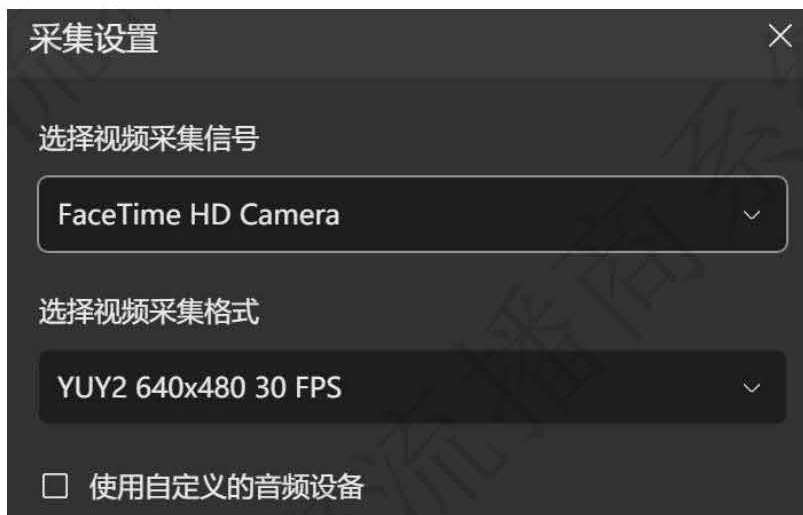 采集设置
选择视频采集信号
FaceTime HD Camera
选择视频采集格式
YUY2 640x480 30 FPS
使用自定义的音频设备